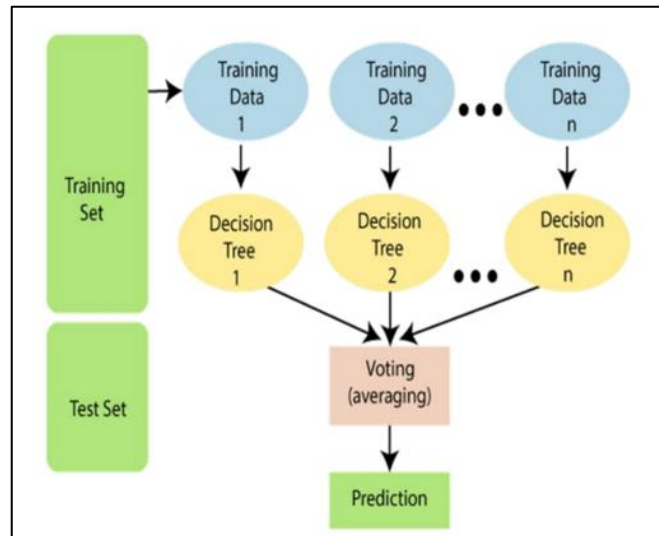 Training
Set
Test Set
Training
Data
1
Training
Data
2
Training
Data
n
Decision
Tree
1
Decision
Tree
2
Decision
Tree
n
Voting
(averaging)
Prediction